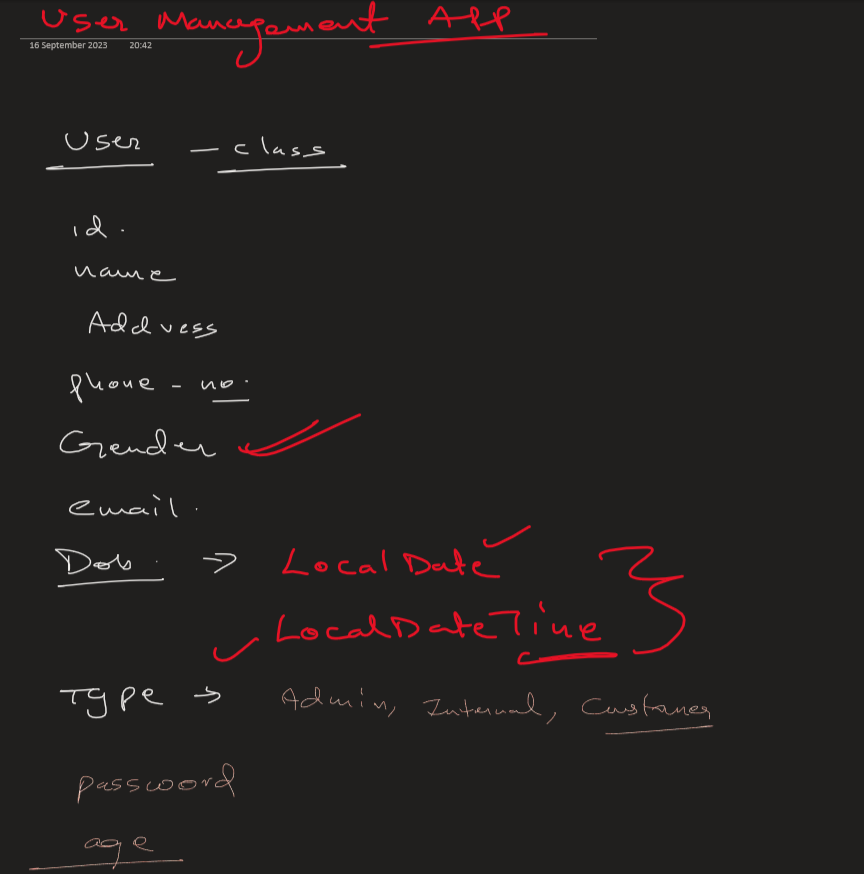 User Management APP
16 September 2023 20:42
User - class
id.
name
Address
phone - no.
Gender
email.
Dob. → LocalDate
LocalDateTime
Type → Admin, Internal, Customer
password
age